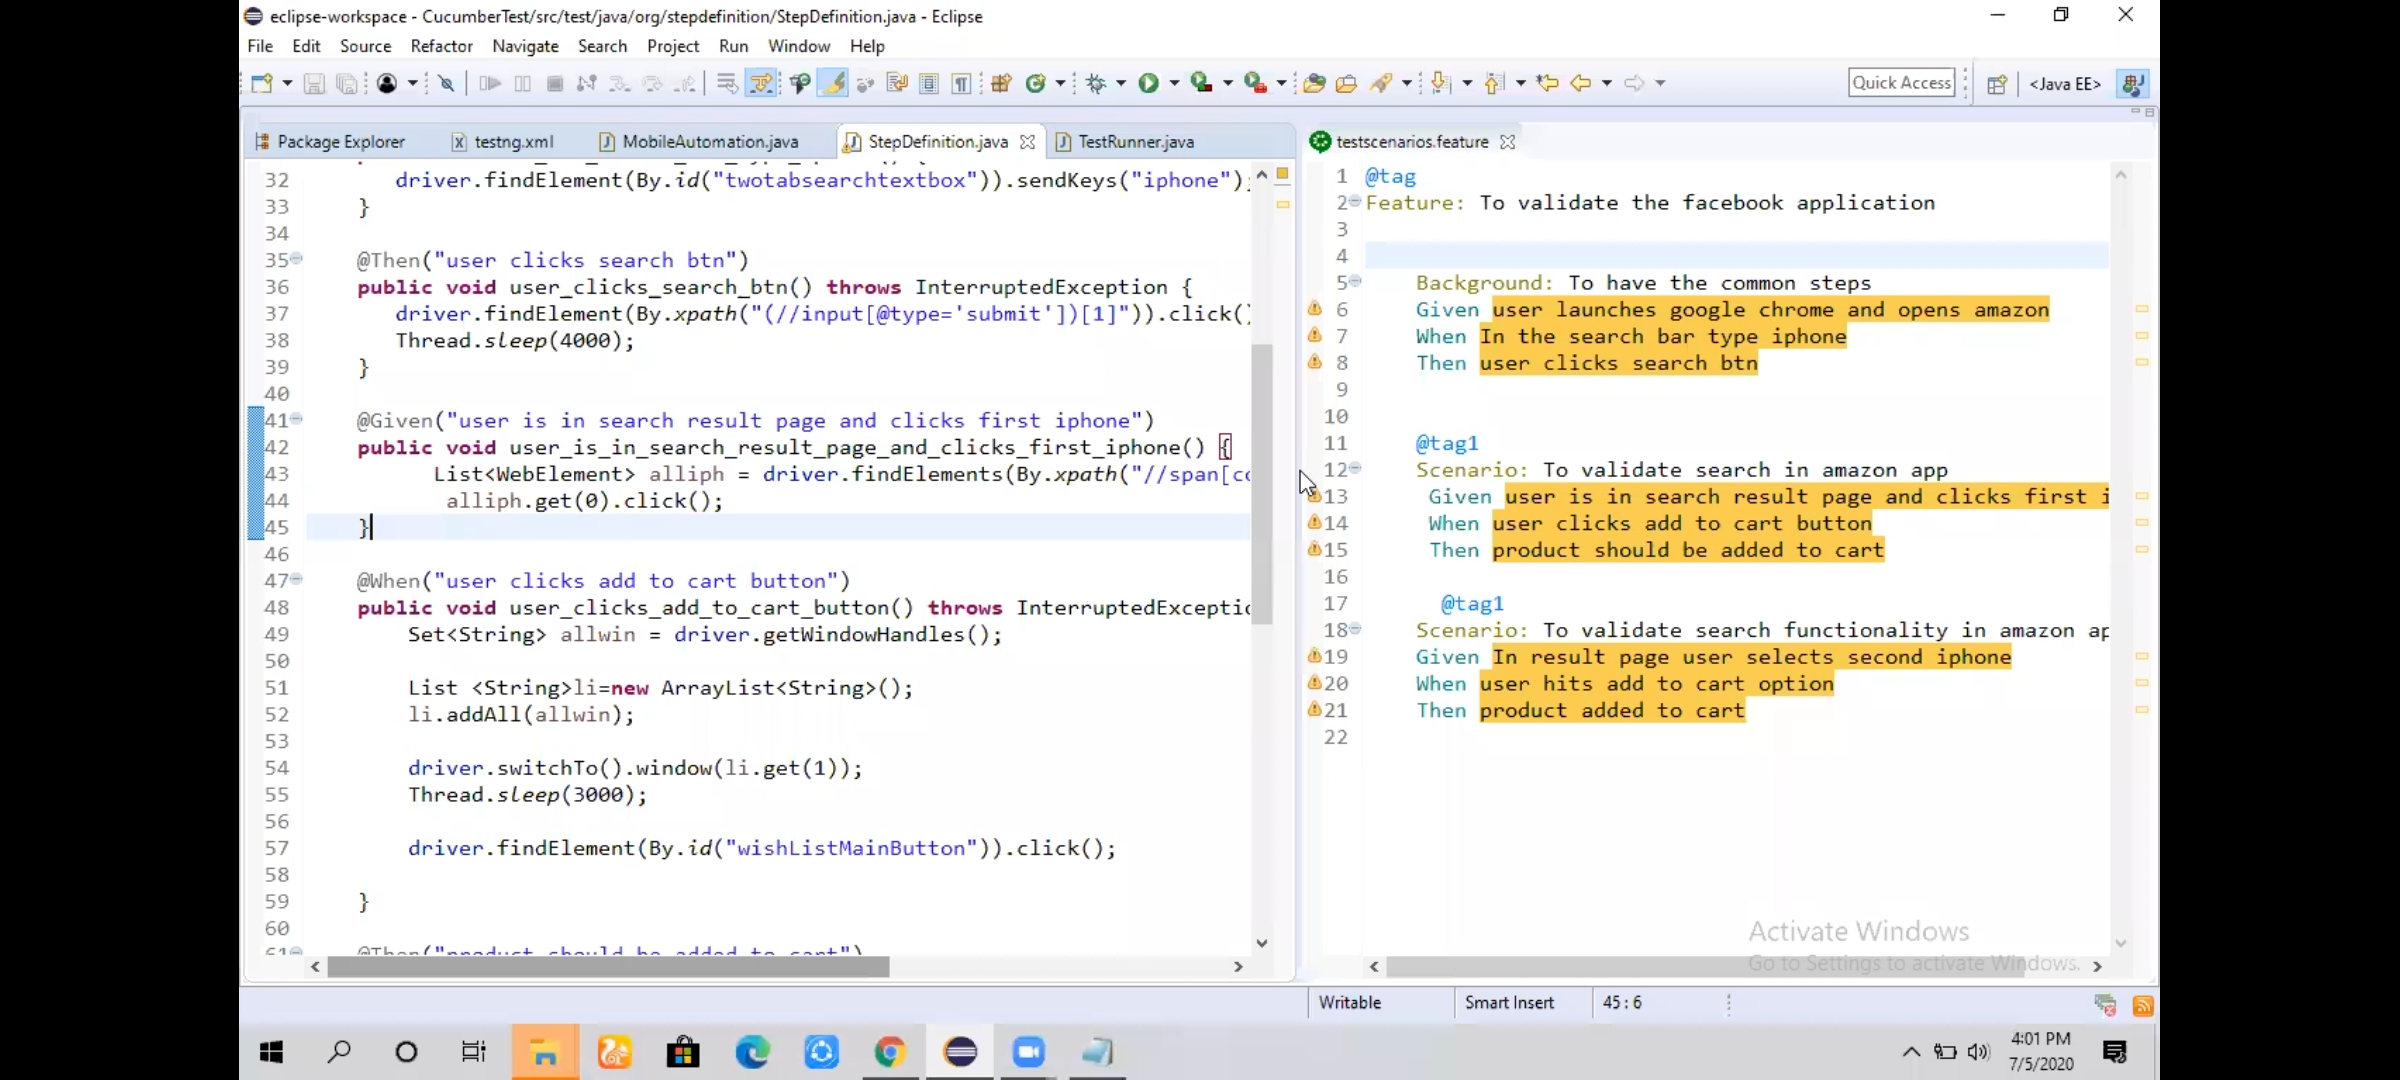 eclipse-workspace - CucumberTest/src/test/java/org/stepdefinition/StepDefinition.java - Eclipse
File Edit Source Refactor Navigate Search Project Run Window Help
Quick Access
<Java EE>
Package Explorer testng.xml MobileAutomation.java StepDefinition.java TestRunner.java
32 driver.findElement(By.id("twotabsearchtextbox")).sendKeys("iphone");
33 }
34
35 @Then("user clicks search btn")
36 public void user_clicks_search_btn() throws InterruptedException {
37 driver.findElement(By.xpath("(//input[@type='submit'])[1]")).click()
38 Thread.sleep(4000);
39 }
40
41 @Given("user is in search result page and clicks first iphone")
42 public void user_is_in_search_result_page_and_clicks_first_iphone() {
43 List<WebElement> alliph = driver.findElements(By.xpath("//span[co
44 alliph.get(0).click();
45 }
46
47 @When("user clicks add to cart button")
48 public void user_clicks_add_to_cart_button() throws InterruptedExceptio
49 Set<String> allwin = driver.getWindowHandles();
50
51 List <String>li=new ArrayList<String>();
52 li.addAll(allwin);
53
54 driver.switchTo().window(li.get(1));
55 Thread.sleep(3000);
56
57 driver.findElement(By.id("wishListMainButton")).click();
58
59 }
60
61 @Then("product should be added to cart")
testscenarios.feature
1 @tag
2 Feature: To validate the facebook application
3
4
5 Background: To have the common steps
6 Given user launches google chrome and opens amazon
7 When In the search bar type iphone
8 Then user clicks search btn
9
10
11 @tag1
12 Scenario: To validate search in amazon app
13 Given user is in search result page and clicks first i
14 When user clicks add to cart button
15 Then product should be added to cart
16
17 @tag1
18 Scenario: To validate search functionality in amazon ap
19 Given In result page user selects second iphone
20 When user hits add to cart option
21 Then product added to cart
22
Activate Windows
Go to Settings to activate Windows.
Writable Smart Insert 45 : 6
4:01 PM
7/5/2020